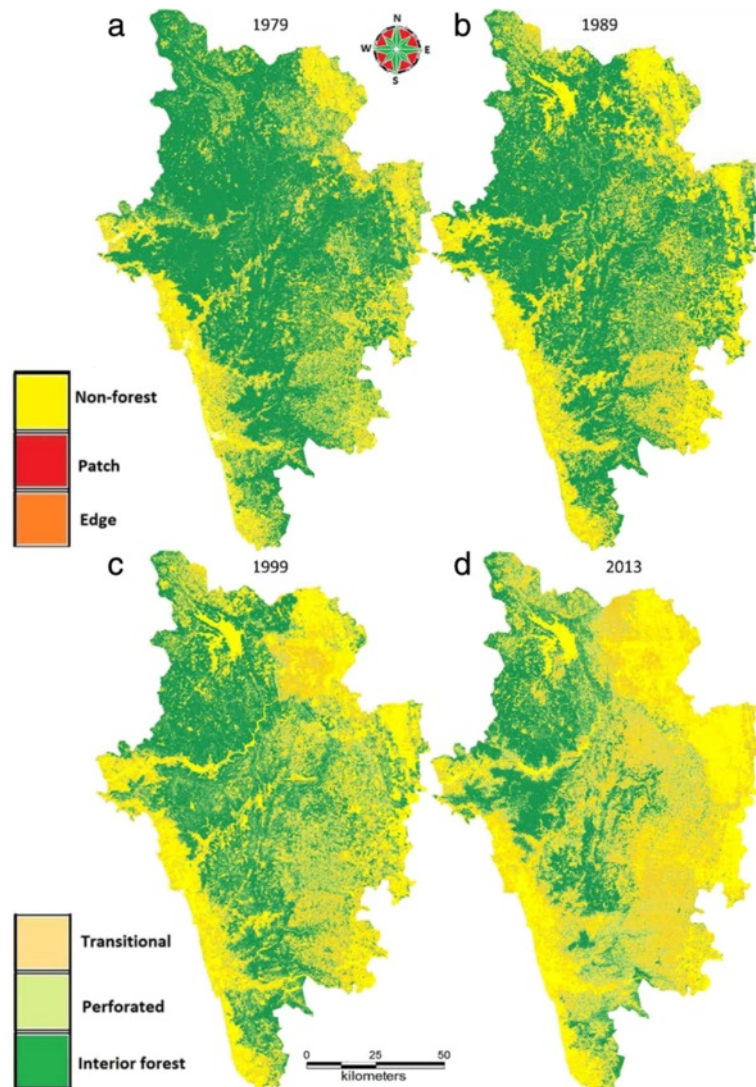 a 1979
N
W E
S
b 1989
Non-forest
Patch
Edge
c 1999
d 2013
Transitional
Perforated
Interior forest
0 25 50
kilometers